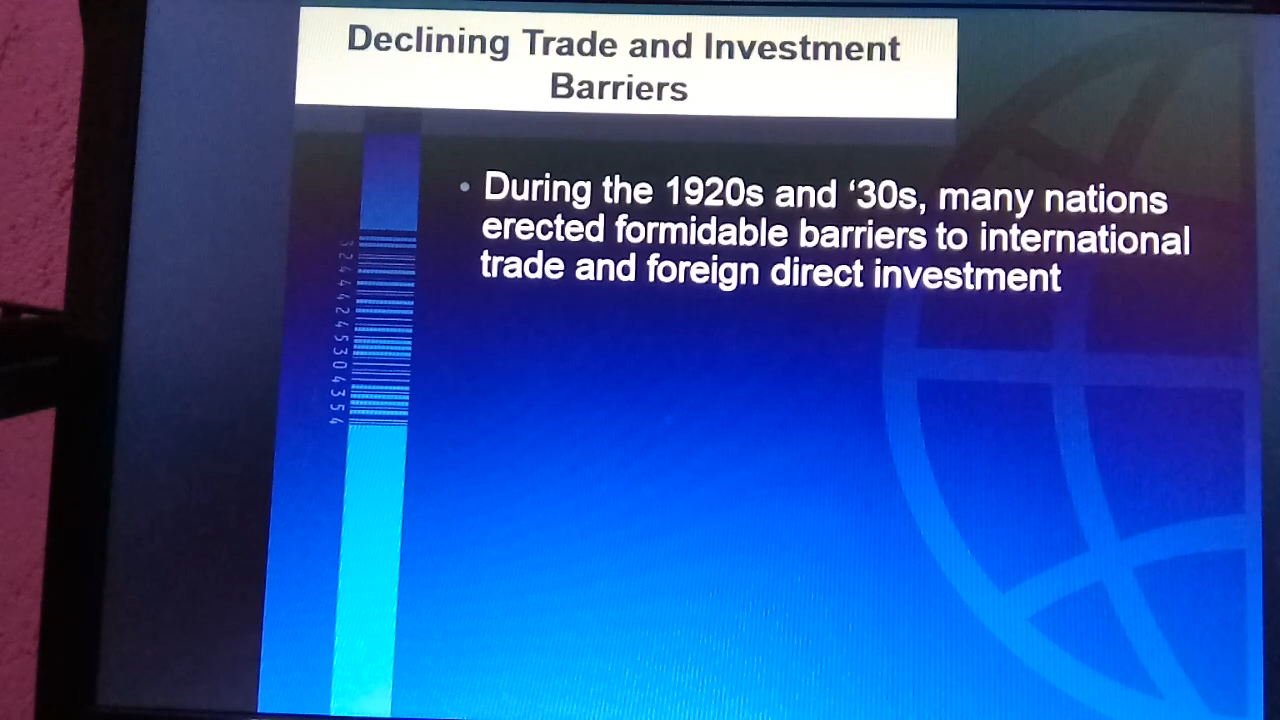 Declining Trade and Investment
Barriers
• During the 1920s and ‘30s, many nations
erected formidable barriers to international
trade and foreign direct investment
32444245304354